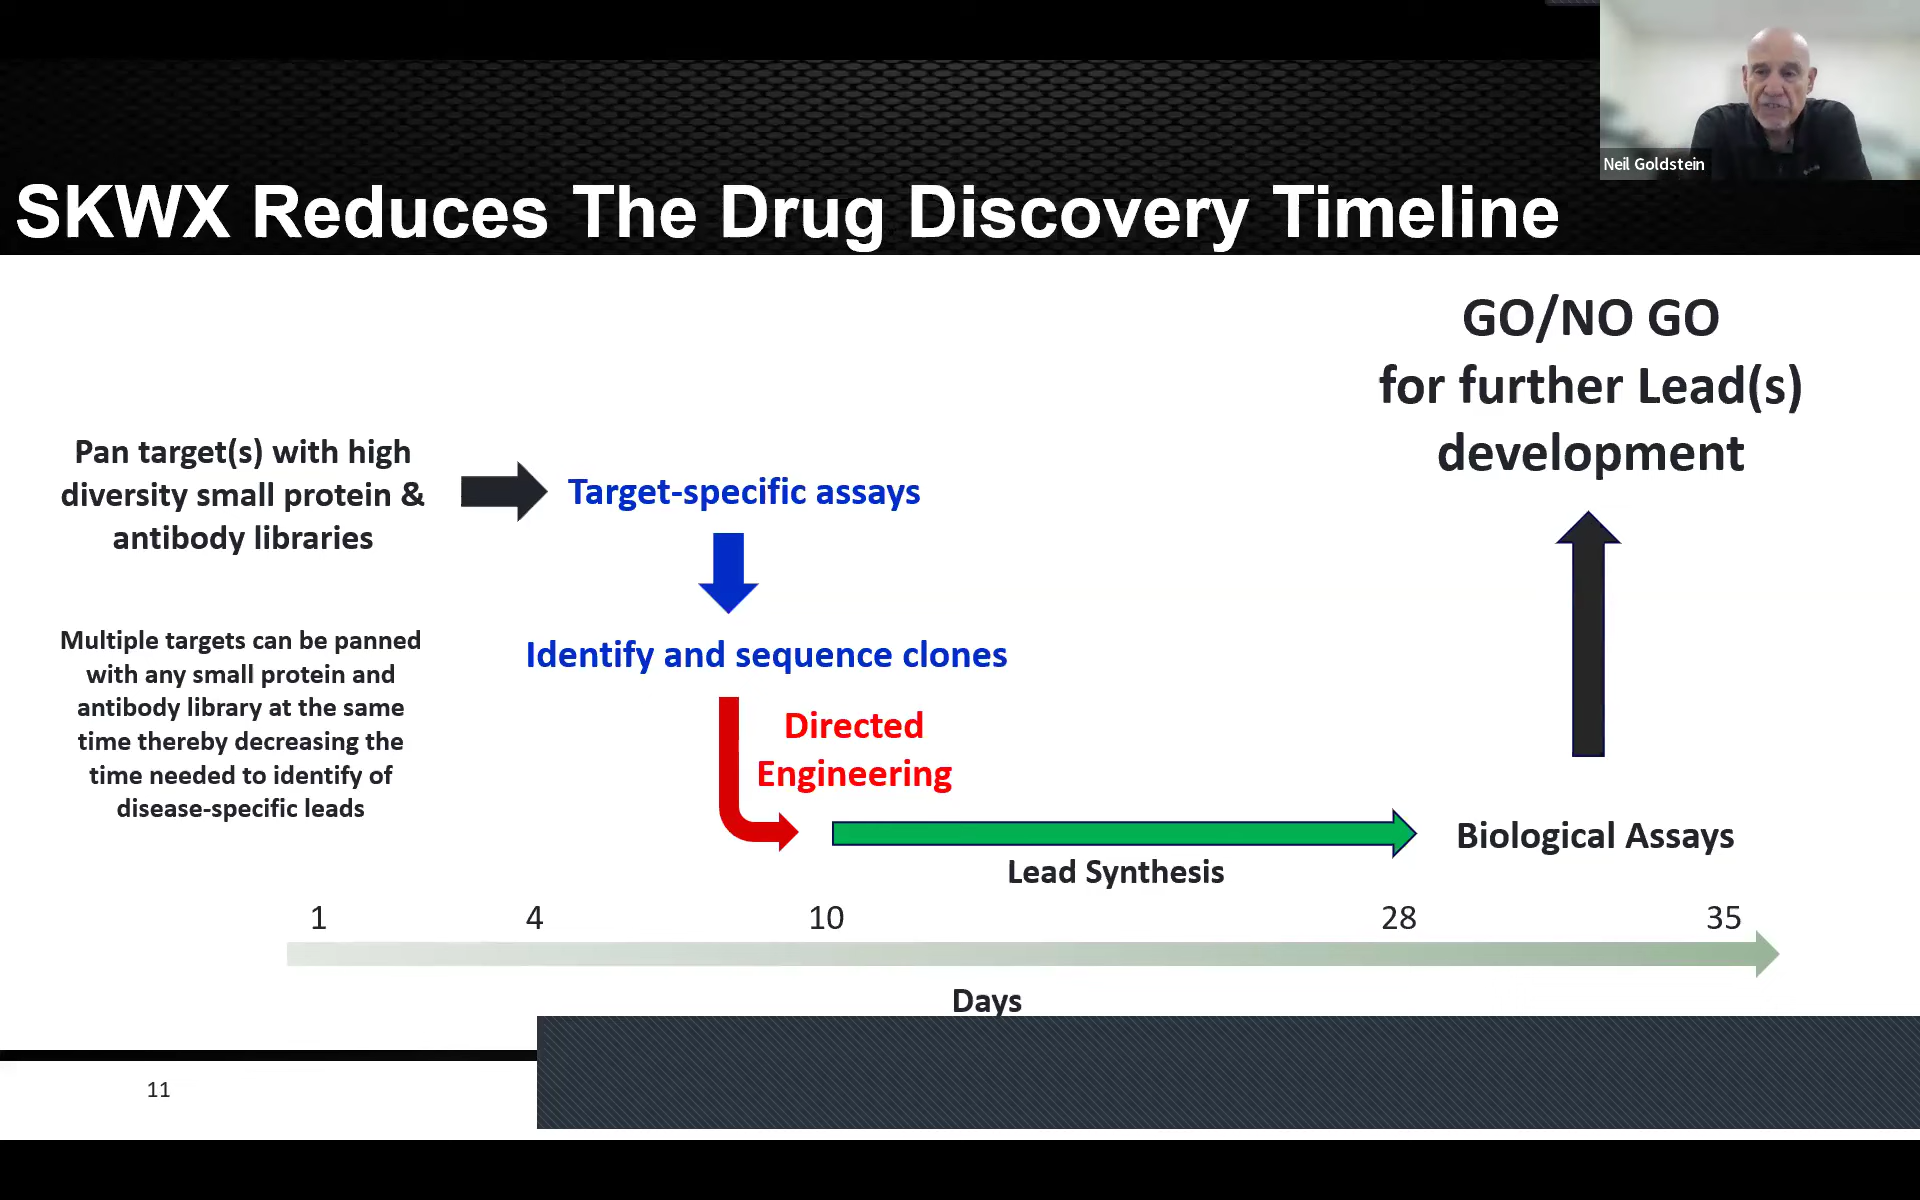 Neil Goldstein
SKWX Reduces The Drug Discovery Timeline
GO/NO GO
for further Lead(s)
development
Pan target(s) with high
diversity small protein &
antibody libraries
Target-specific assays
Identify and sequence clones
Multiple targets can be panned
with any small protein and
antibody library at the same
time thereby decreasing the
time needed to identify of
disease-specific leads
Directed
Engineering
Lead Synthesis
Biological Assays
1 4 10 28 35
Days
11